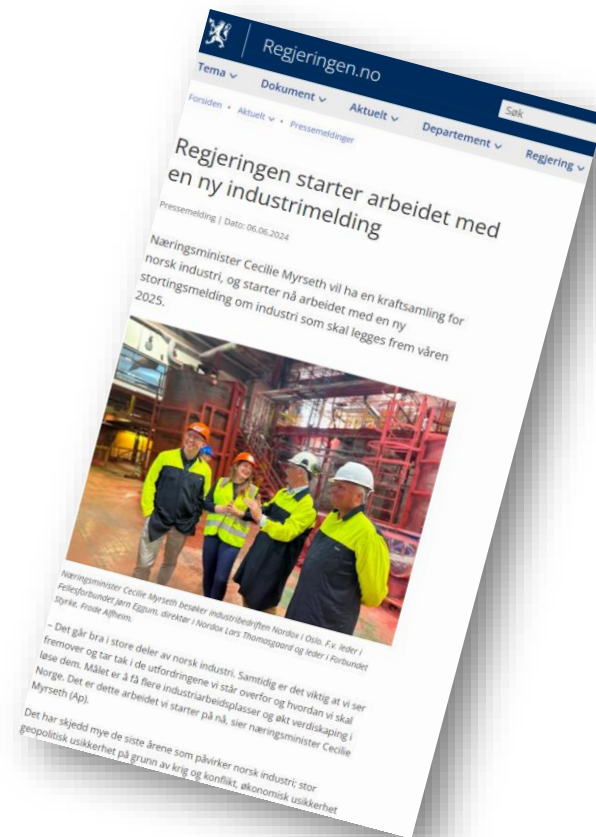 Regjeringen.no
Søk
Tema
Dokument
Aktuelt
Departement
Regjering
Forsiden • Aktuelt • Pressemeldinger
Regjeringen starter arbeidet med
en ny industrimelding
Pressemelding | Dato: 06.06.2024
Næringsminister Cecilie Myrseth vil ha en kraftsamling for
norsk industri, og starter nå arbeidet med en ny
stortingsmelding om industri som skal legges frem våren
2025.
Næringsminister Cecilie Myrseth besøker industribedriften Nordox i Oslo. F.v. leder i
Fellesforbundet Jørn Eggum, direktør i Nordox Lars Thomasgaard og leder i Forbundet
Styrke, Frode Alfheim.
– Det går bra i store deler av norsk industri. Samtidig er det viktig at vi ser
fremover og tar tak i de utfordringene vi står overfor og hvordan vi skal
løse dem. Målet er å få flere industriarbeidsplasser og økt verdiskaping i
Norge. Det er dette arbeidet vi starter på nå, sier næringsminister Cecilie
Myrseth (Ap).
Det har skjedd mye de siste årene som påvirker norsk industri; stor
geopolitisk usikkerhet på grunn av krig og konflikt, økonomisk usikkerhet